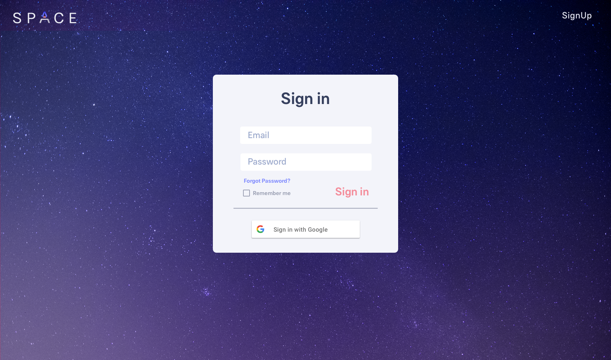 SPACE
SignUp
Sign in
Email
Password
Forgot Password?
Remember me
Sign in
Sign in with Google